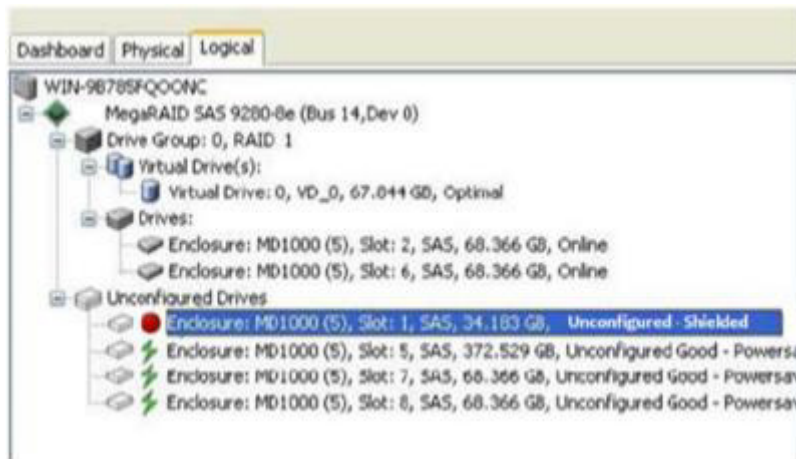 Dashboard Physical Logical
WIN-9B785FQOONC
MegaRAID SAS 9280-8e (Bus 14,Dev 0)
Drive Group: 0, RAID 1
Virtual Drive(s):
Virtual Drive: 0, VD_0, 67.844 GB, Optimal
Drives:
Enclosure: MD1000 (5), Slot: 2, SAS, 68.366 GB, Online
Enclosure: MD1000 (5), Slot: 6, SAS, 68.366 GB, Online
Unconfigured Drives
Enclosure: MD1000 (5), Slot: 1, SAS, 34.183 GB, Unconfigured - Shielded
Enclosure: MD1000 (5), Slot: 5, SAS, 372.529 GB, Unconfigured Good - Powersa
Enclosure: MD1000 (5), Slot: 7, SAS, 68.366 GB, Unconfigured Good - Powersav
Enclosure: MD1000 (5), Slot: 8, SAS, 68.366 GB, Unconfigured Good - Powersav